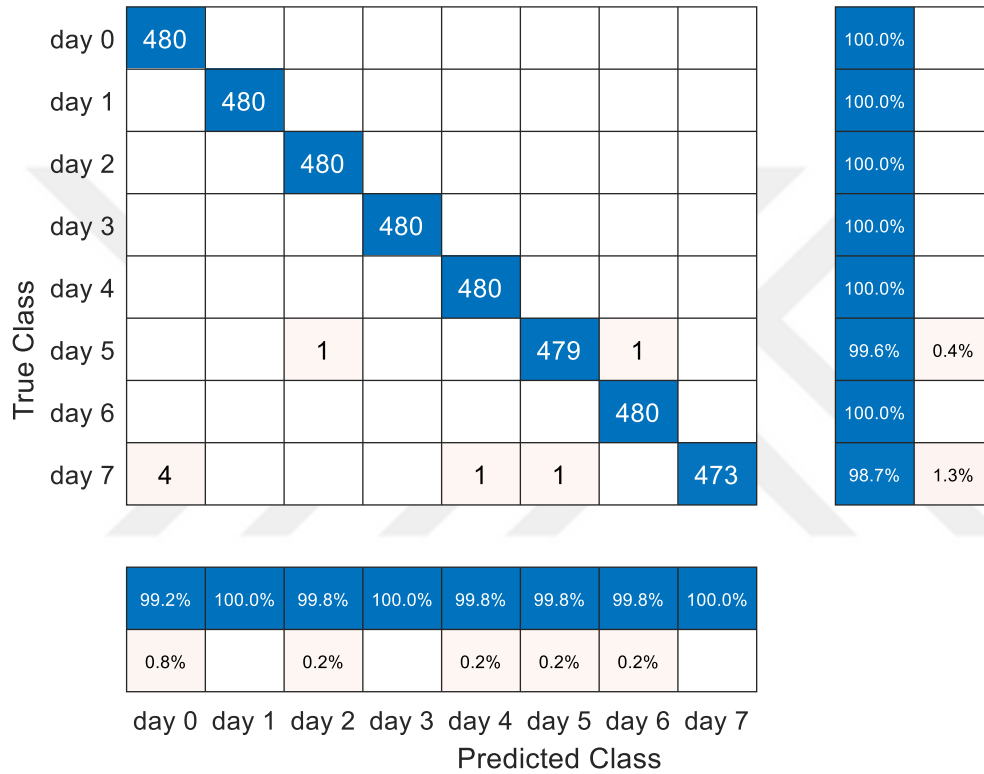 day 0 480 100.0%
day 1 480 100.0%
day 2 480 100.0%
day 3 480 100.0%
day 4 480 100.0%
day 5 1 479 1 99.6% 0.4%
day 6 480 100.0%
day 7 4 1 1 473 98.7% 1.3%
True Class
99.2% 100.0% 99.8% 100.0% 99.8% 99.8% 99.8% 100.0%
0.8% 0.2% 0.2% 0.2% 0.2%
day 0 day 1 day 2 day 3 day 4 day 5 day 6 day 7
Predicted Class